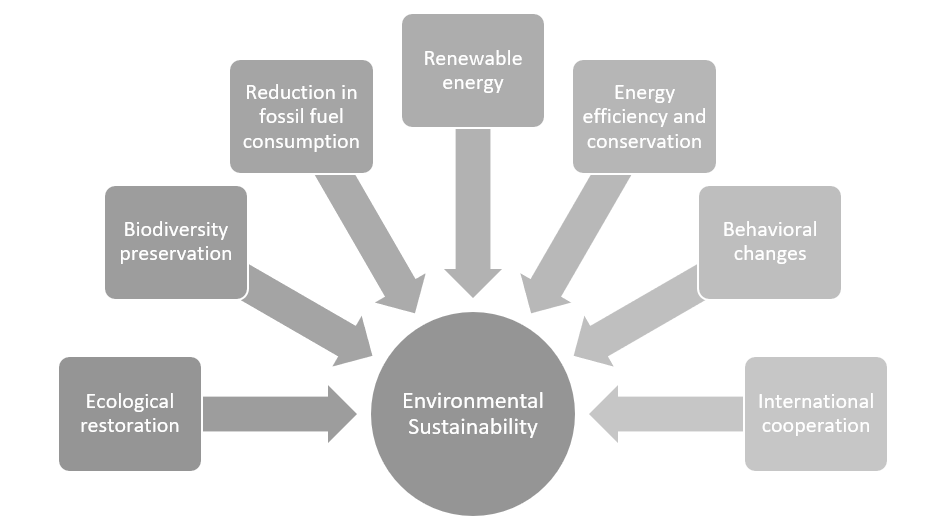 Renewable
energy
Reduction in
fossil fuel
consumption
Energy
efficiency and
conservation
Biodiversity
preservation
Behavioral
changes
Ecological
restoration
Environmental
Sustainability
International
cooperation